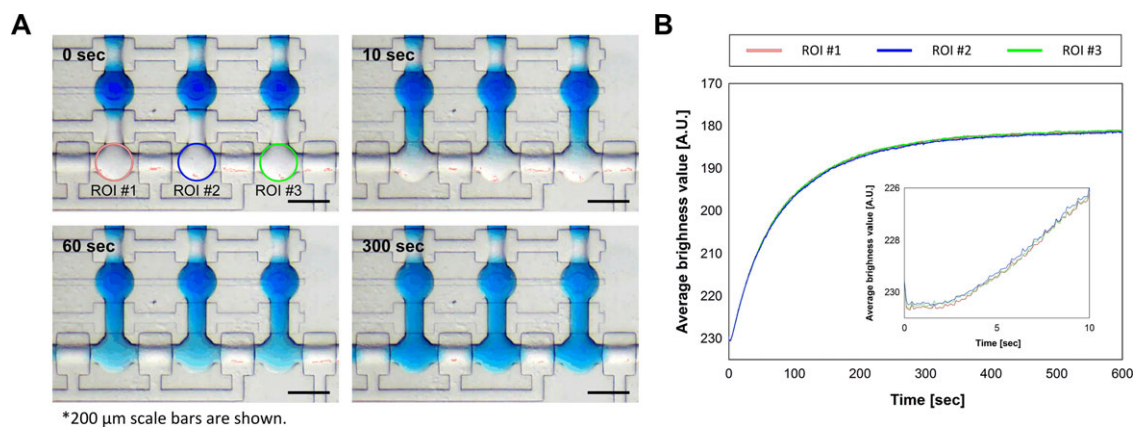 A
0 sec
ROI #1 ROI #2 ROI #3
10 sec
60 sec
300 sec
*200 μm scale bars are shown.
B
ROI #1 ROI #2 ROI #3
Average brighness value [A.U.]
170
180
190
200
210
220
230
0 100 200 300 400 500 600
Time [sec]
Average brighness value [A.U.]
226
228
230
0 5 10
Time [sec]